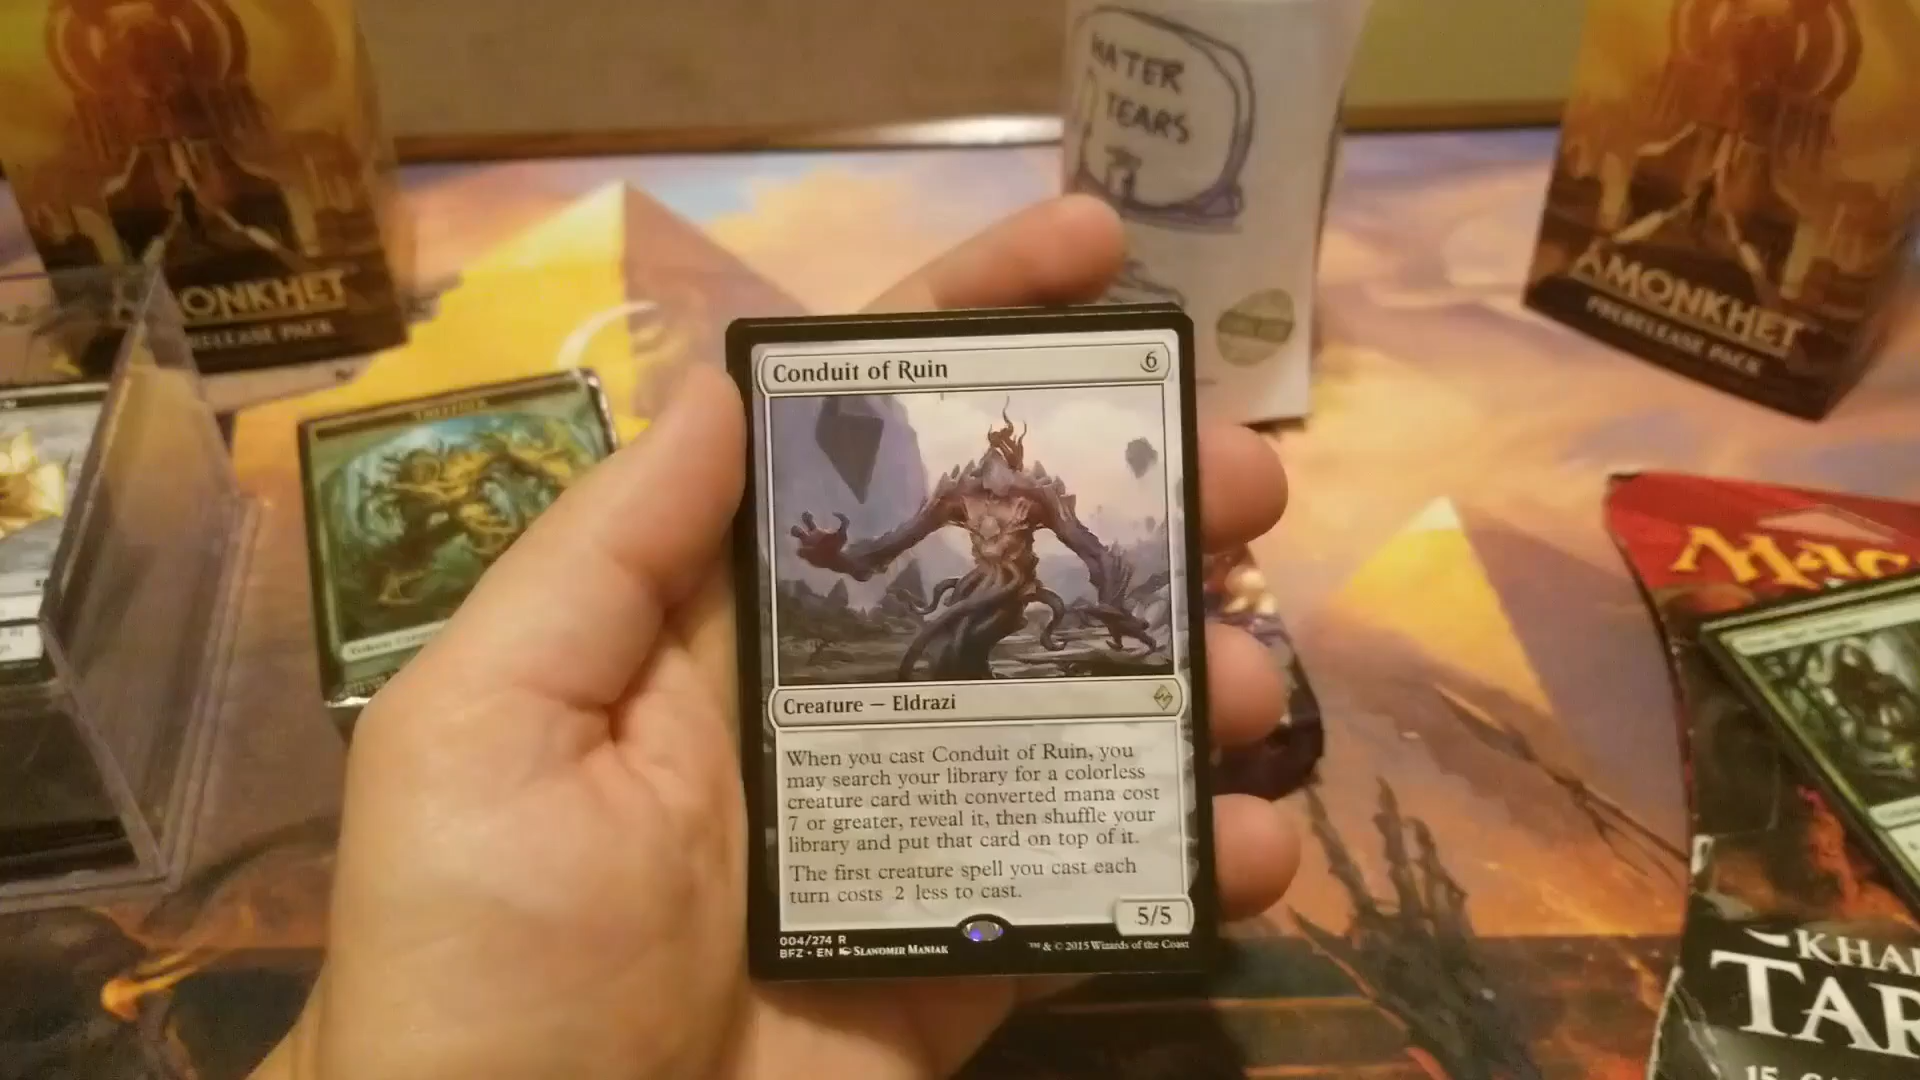 HATER
TEARS
AMONKHET
PRERELEASE PACK
ONKHET
RELEASE PACK
Conduit of Ruin
6
Creature — Eldrazi
When you cast Conduit of Ruin, you
may search your library for a colorless
creature card with converted mana cost
7 or greater, reveal it, then shuffle your
library and put that card on top of it.
The first creature spell you cast each
turn costs 2 less to cast.
5/5
004/274 R
BFZ • EN SLAWOMIR MANIAK
™ & © 2015 Wizards of the Coast
KHA
TAR
15